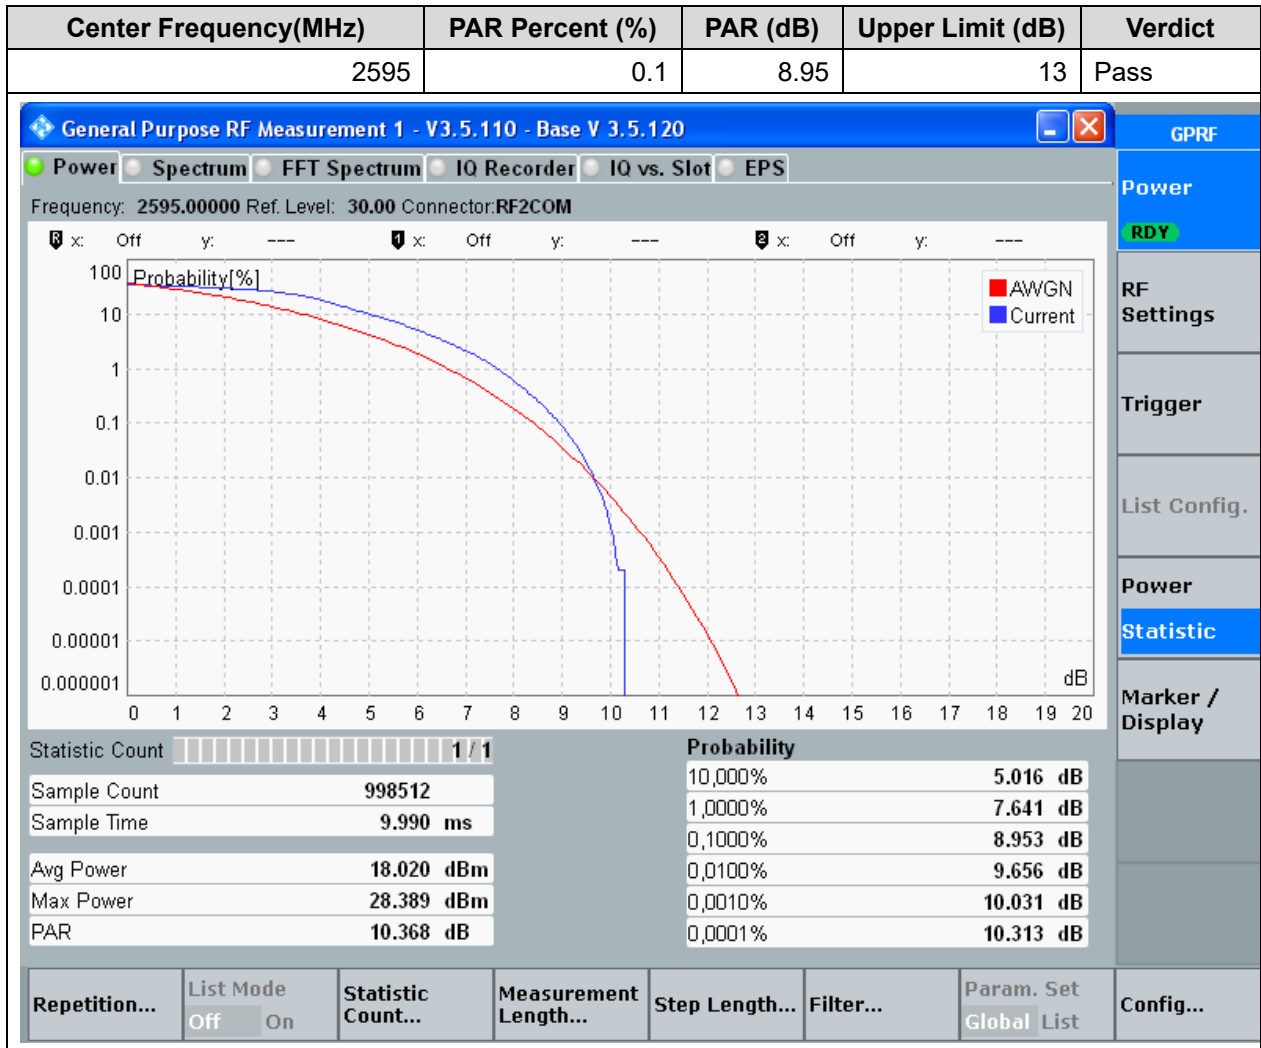 Center Frequency(MHz) PAR Percent (%) PAR (dB) Upper Limit (dB) Verdict
2595 0.1 8.95 13 Pass
General Purpose RF Measurement 1 - V3.5.110 - Base V 3.5.120
GPRF
Power Spectrum FFT Spectrum IQ Recorder IQ vs. Slot EPS
Power
RDY
Frequency: 2595.00000 Ref. Level: 30.00 Connector:RF2COM
R x: Off y: --- 1 x: Off y: --- 2 x: Off y: ---
Probability[%]
AWGN
Current
100
10
1
0.1
0.01
0.001
0.0001
0.00001
0.000001
dB
0 1 2 3 4 5 6 7 8 9 10 11 12 13 14 15 16 17 18 19 20
RF
Settings
Trigger
List Config.
Power
Statistic
Marker /
Display
Statistic Count 1 / 1
Sample Count 998512
Sample Time 9.990 ms
Avg Power 18.020 dBm
Max Power 28.389 dBm
PAR 10.368 dB
Probability
10,000% 5.016 dB
1,0000% 7.641 dB
0,1000% 8.953 dB
0,0100% 9.656 dB
0,0010% 10.031 dB
0,0001% 10.313 dB
Repetition...
List Mode
Off On
Statistic
Count...
Measurement
Length...
Step Length...
Filter...
Param. Set
Global List
Config...